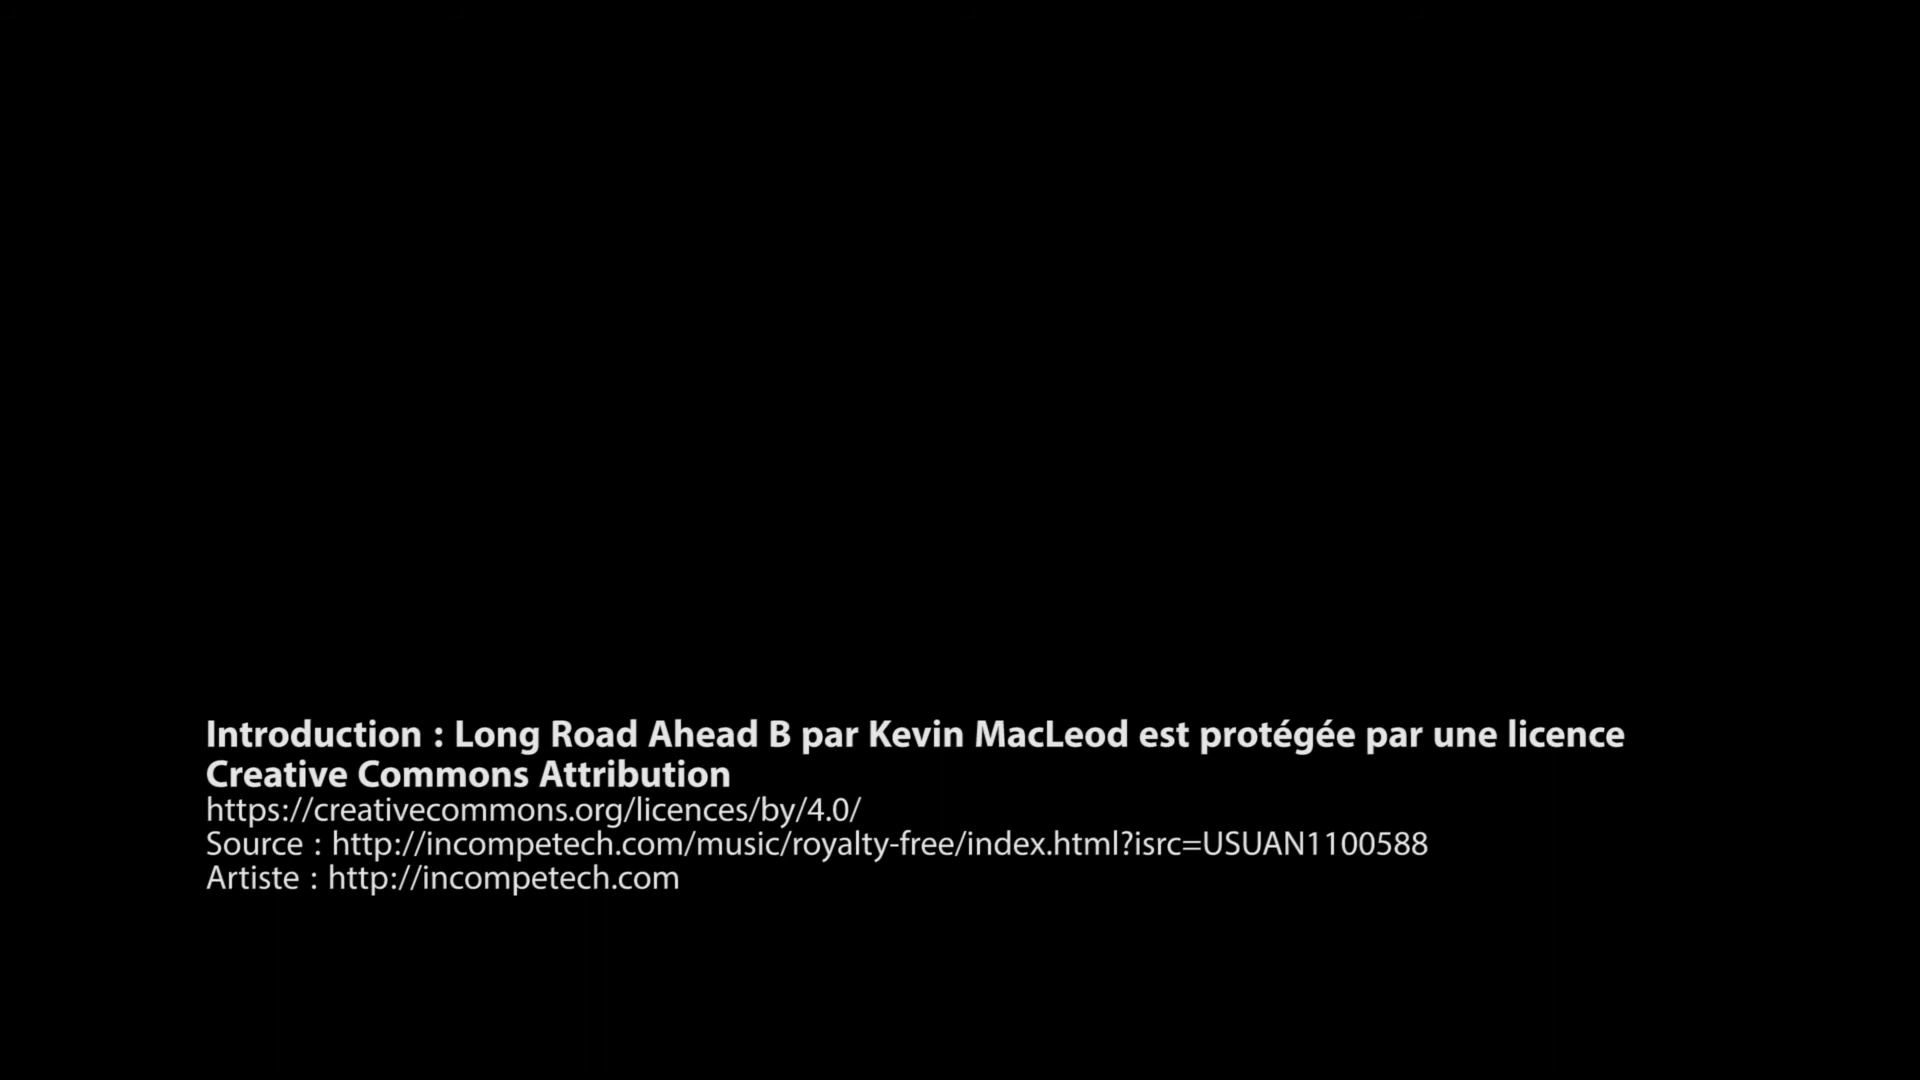 Introduction : Long Road Ahead B par Kevin MacLeod est protégée par une licence
Creative Commons Attribution
https://creativecommons.org/licences/by/4.0/
Source : http://incompetech.com/music/royalty-free/index.html?isrc=USUAN1100588
Artiste : http://incompetech.com